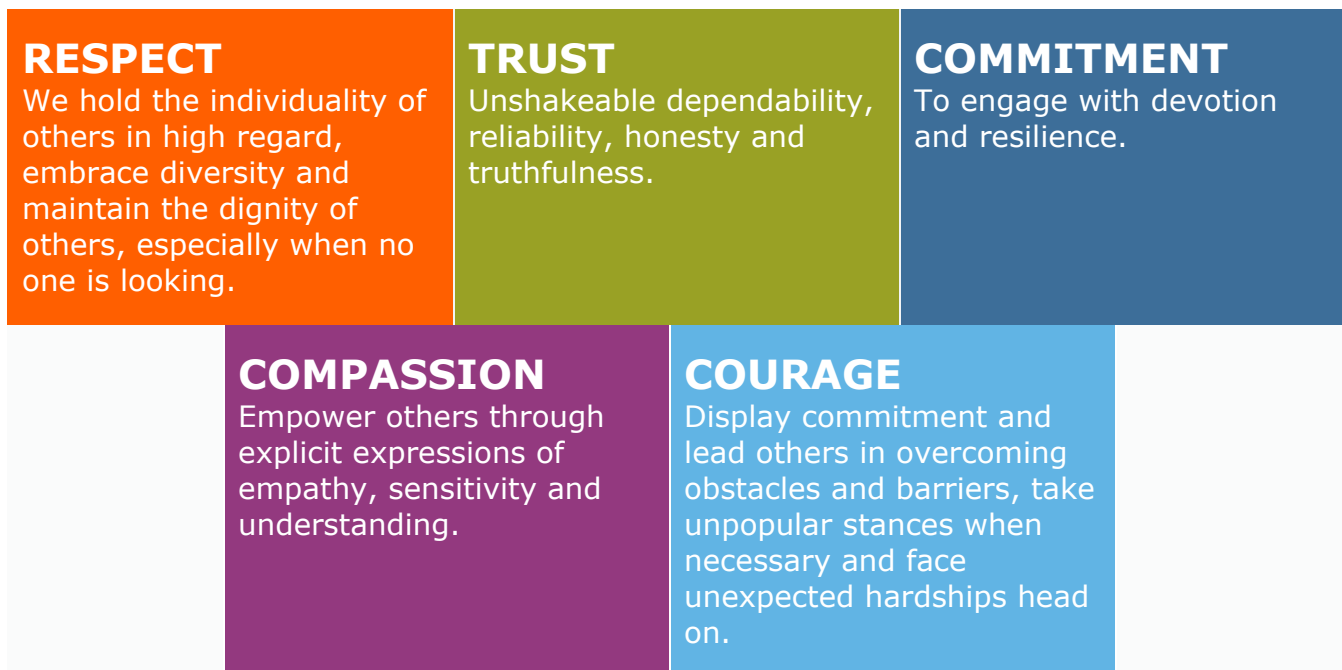 RESPECT
We hold the individuality of
others in high regard,
embrace diversity and
maintain the dignity of
others, especially when no
one is looking.
TRUST
Unshakeable dependability,
reliability, honesty and
truthfulness.
COMMITMENT
To engage with devotion
and resilience.
COMPASSION
Empower others through
explicit expressions of
empathy, sensitivity and
understanding.
COURAGE
Display commitment and
lead others in overcoming
obstacles and barriers, take
unpopular stances when
necessary and face
unexpected hardships head
on.